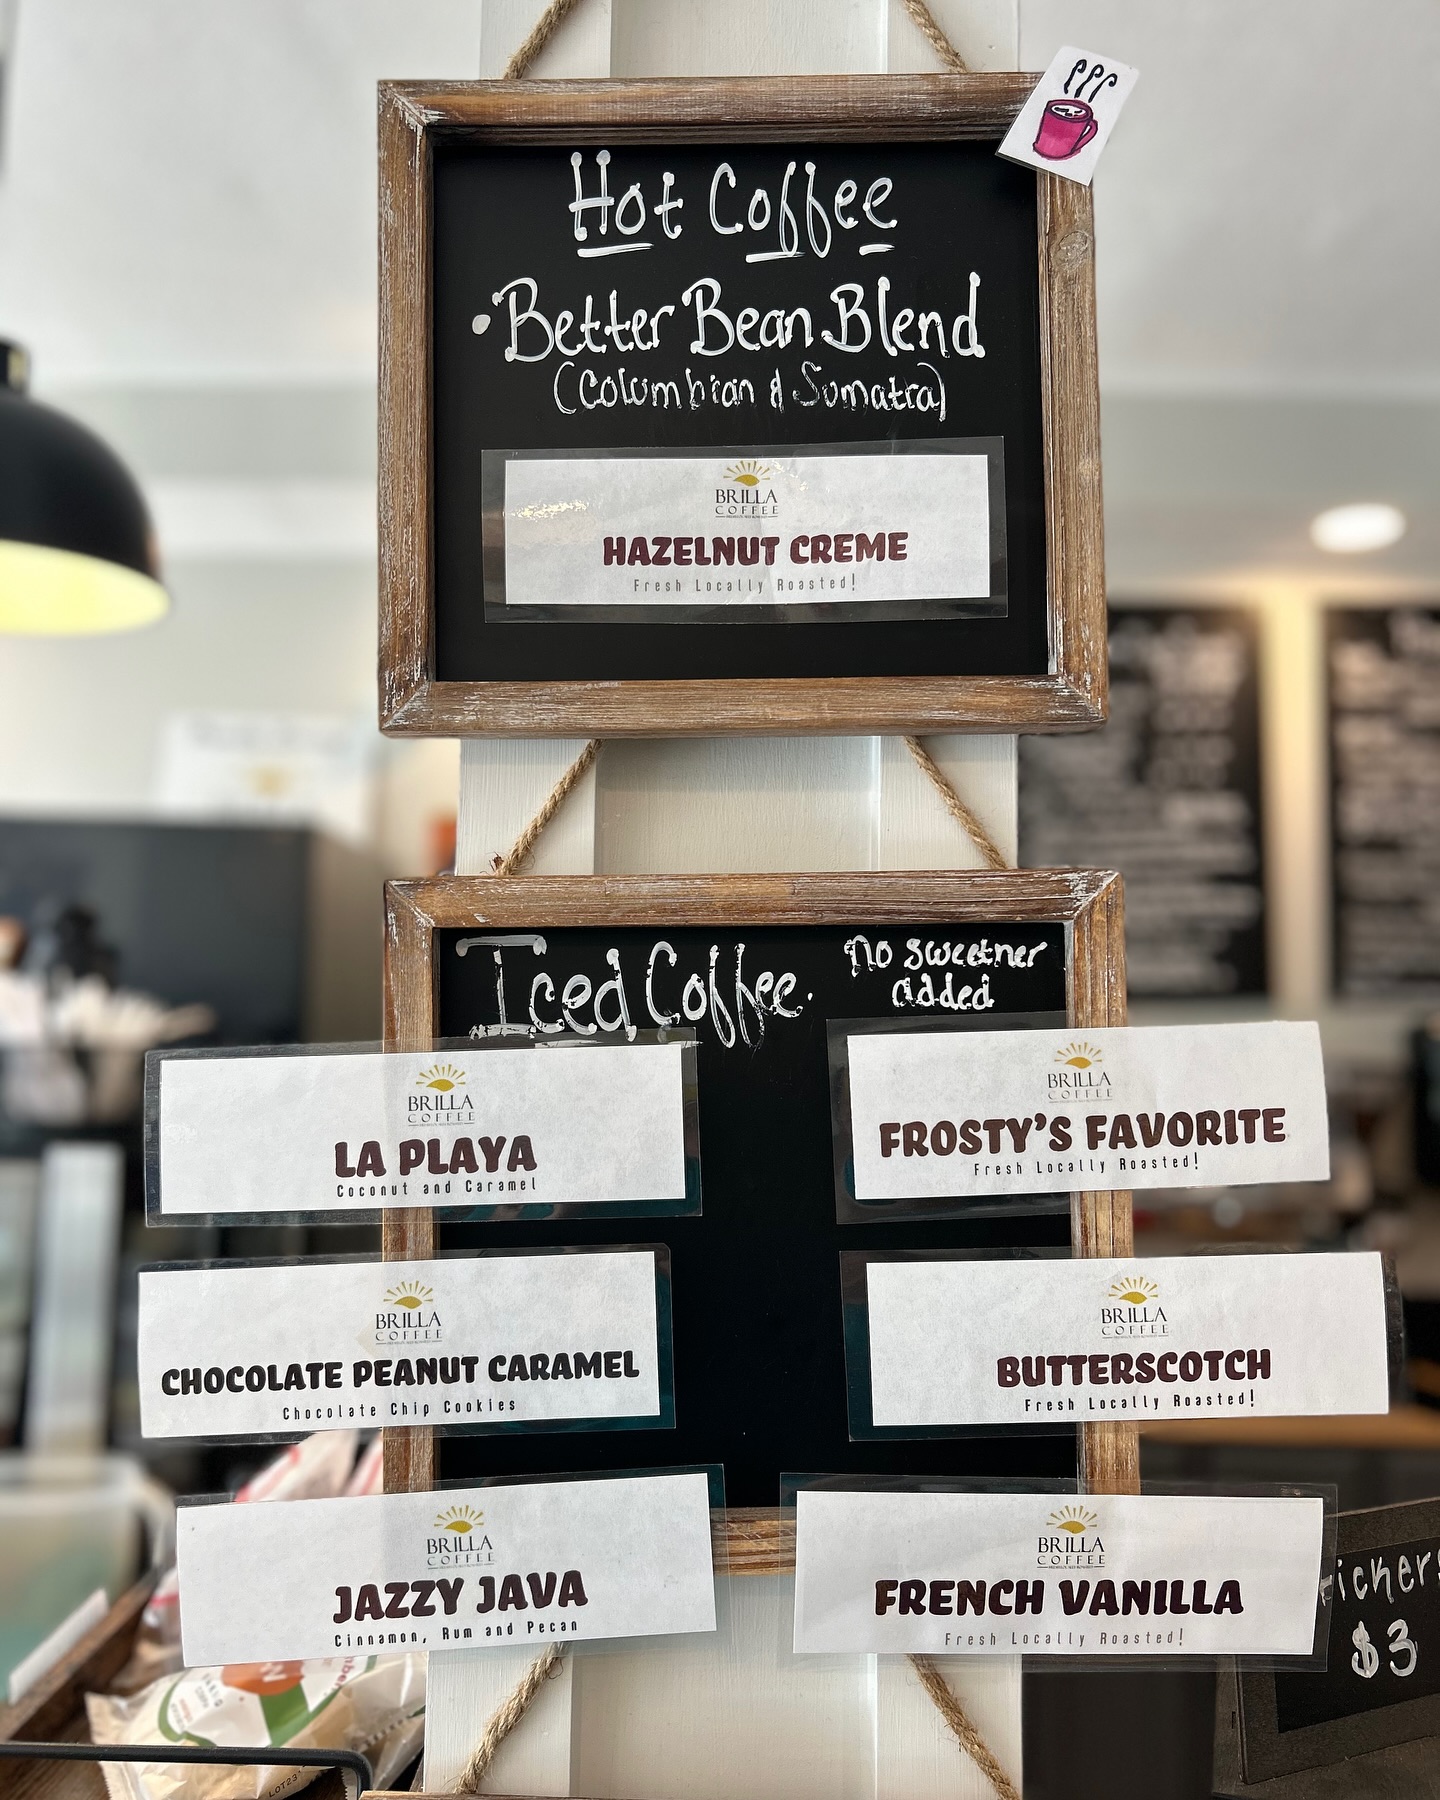 Hot Coffee
• Better Bean Blend
(Columbian & Sumatra)
BRILLA
COFFEE
HAZELNUT CREME
Fresh Locally Roasted!
Iced Coffee.
No sweetner
added
BRILLA
COFFEE
LA PLAYA
Coconut and Caramel
BRILLA
COFFEE
FROSTY'S FAVORITE
Fresh Locally Roasted!
BRILLA
COFFEE
CHOCOLATE PEANUT CARAMEL
Chocolate Chip Cookies
BRILLA
COFFEE
BUTTERSCOTCH
Fresh Locally Roasted!
BRILLA
COFFEE
JAZZY JAVA
Cinnamon, Rum and Pecan
BRILLA
COFFEE
FRENCH VANILLA
Fresh Locally Roasted!
$3